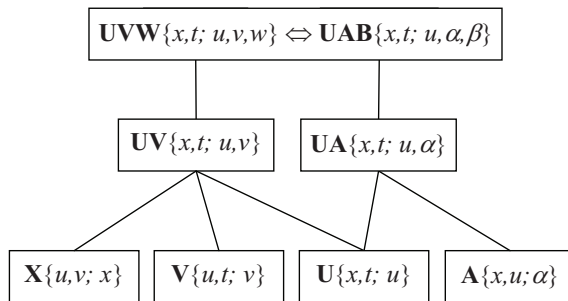 UVW{x,t; u,v,w} ⇔ UAB{x,t; u,α,β}
UV{x,t; u,v} UA{x,t; u,α}
X{u,v; x} V{u,t; v} U{x,t; u} A{x,u; α}